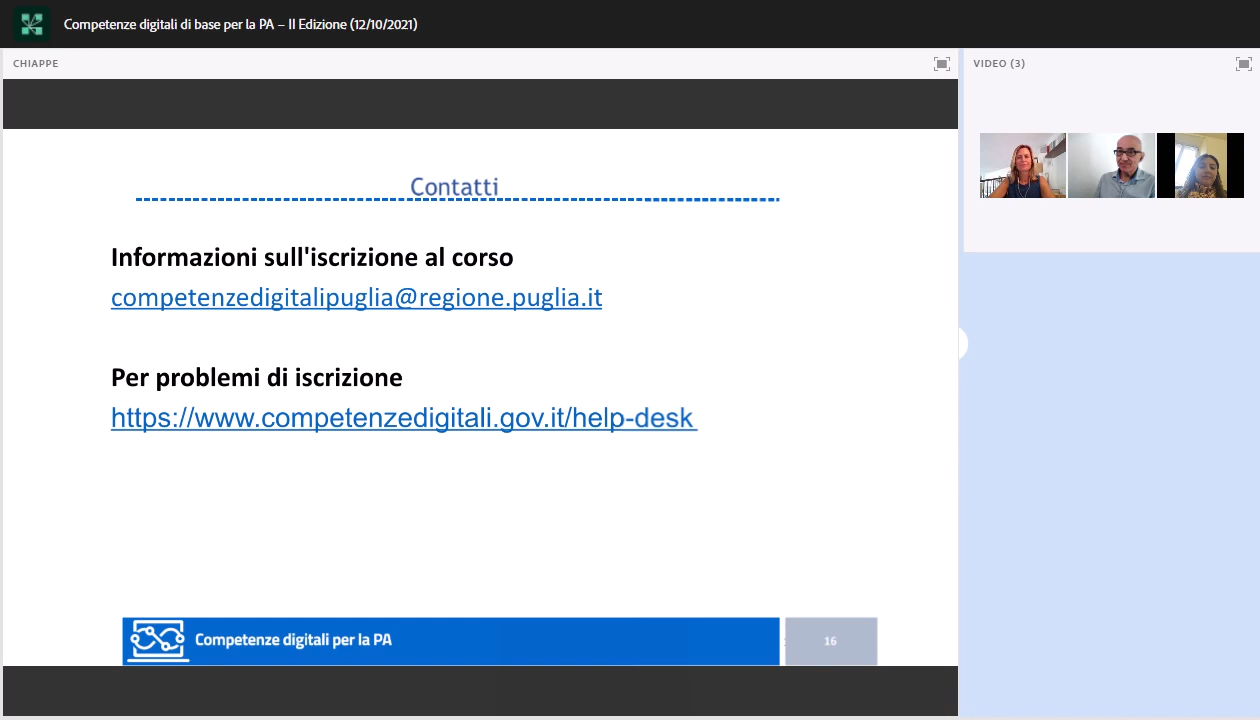 Competenze digitali di base per la PA – II Edizione (12/10/2021)
CHIAPPE
VIDEO (3)
Contatti
Informazioni sull'iscrizione al corso
competenzedigitalipuglia@regione.puglia.it
Per problemi di iscrizione
https://www.competenzedigitali.gov.it/help-desk
Competenze digitali per la PA
16